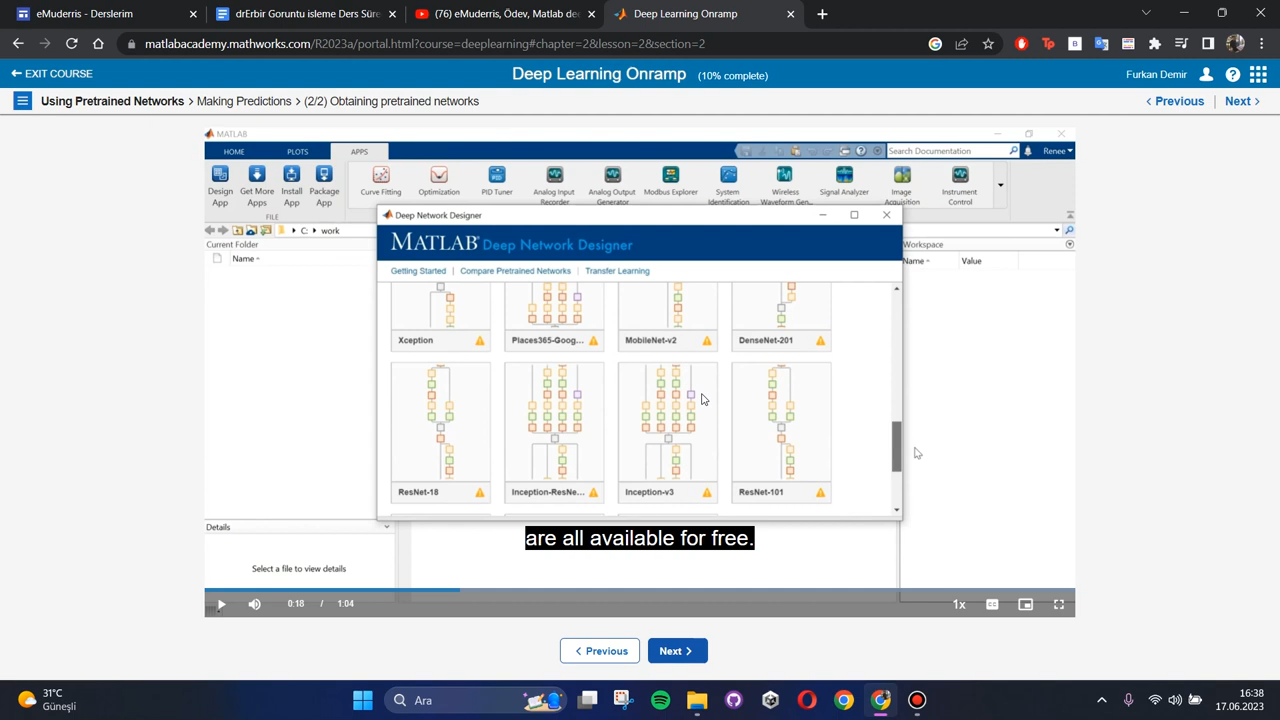 eMuderris - Dersler
drErbir Goruntu isleme - Ders Süre
(76) eMuderris, Ödev, Matlab dec
Deep Learning Onramp
matlabacademy.mathworks.com/R2023a/portal.html?course=deeplearning#chapter=2&lesson=2&section=2
EXIT COURSE
Deep Learning Onramp (10% complete)
Furkan Demir
Using Pretrained Networks > Making Predictions > (2/2) Obtaining pretrained networks
Previous
Next
MATLAB
HOME
PLOTS
APPS
Search Documentation
Renee
Design App
Get More Apps
Install App
Package App
Curve Fitting
Optimization
PID Tuner
Analog Input Recorder
Analog Output Generator
Modbus Explorer
System Identification
Wireless Waveform Gen...
Signal Analyzer
Image Acquisition
Instrument Control
FILE
C: work
Current Folder
Name
Workspace
Name
Value
Deep Network Designer
MATLAB Deep Network Designer
Getting Started | Compare Pretrained Networks | Transfer Learning
Xception
Places365-Goog...
MobileNet-v2
DenseNet-201
ResNet-18
Inception-ResNe...
Inception-v3
ResNet-101
Details
Select a file to view details
are all available for free.
0:18 / 1:04
1x
CC
Previous
Next
31°C
Güneşli
Ara
16:38
17.06.2023